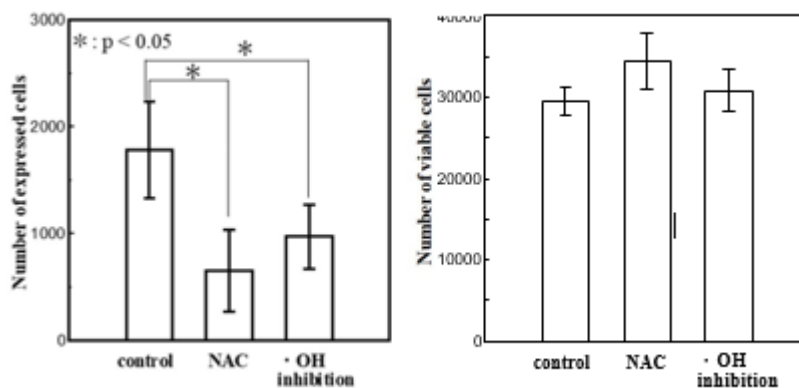 3000
*: p < 0.05
*
*
2000
1000
0
Number of expressed cells
control
NAC
· OH
inhibition
40000
30000
20000
10000
0
Number of viable cells
control
NAC
· OH
inhibition